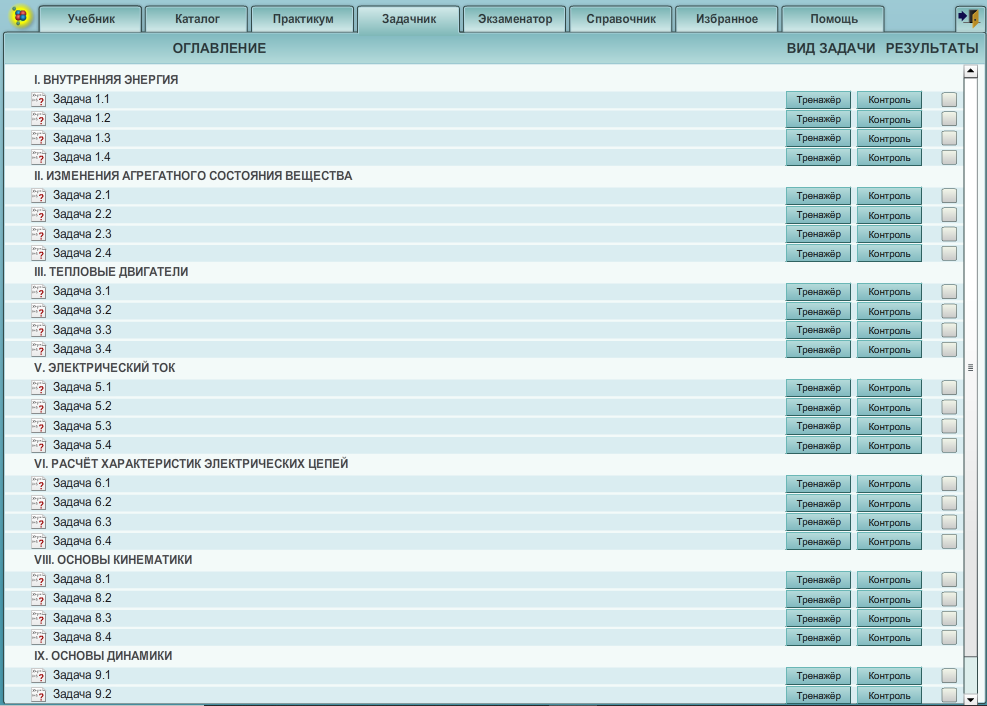 Учебник Каталог Практикум Задачник Экзаменатор Справочник Избранное Помощь
ОГЛАВЛЕНИЕ ВИД ЗАДАЧИ РЕЗУЛЬТАТЫ
I. ВНУТРЕННЯЯ ЭНЕРГИЯ
Задача 1.1 Тренажёр Контроль
Задача 1.2 Тренажёр Контроль
Задача 1.3 Тренажёр Контроль
Задача 1.4 Тренажёр Контроль
II. ИЗМЕНЕНИЯ АГРЕГАТНОГО СОСТОЯНИЯ ВЕЩЕСТВА
Задача 2.1 Тренажёр Контроль
Задача 2.2 Тренажёр Контроль
Задача 2.3 Тренажёр Контроль
Задача 2.4 Тренажёр Контроль
III. ТЕПЛОВЫЕ ДВИГАТЕЛИ
Задача 3.1 Тренажёр Контроль
Задача 3.2 Тренажёр Контроль
Задача 3.3 Тренажёр Контроль
Задача 3.4 Тренажёр Контроль
V. ЭЛЕКТРИЧЕСКИЙ ТОК
Задача 5.1 Тренажёр Контроль
Задача 5.2 Тренажёр Контроль
Задача 5.3 Тренажёр Контроль
Задача 5.4 Тренажёр Контроль
VI. РАСЧЁТ ХАРАКТЕРИСТИК ЭЛЕКТРИЧЕСКИХ ЦЕПЕЙ
Задача 6.1 Тренажёр Контроль
Задача 6.2 Тренажёр Контроль
Задача 6.3 Тренажёр Контроль
Задача 6.4 Тренажёр Контроль
VIII. ОСНОВЫ КИНЕМАТИКИ
Задача 8.1 Тренажёр Контроль
Задача 8.2 Тренажёр Контроль
Задача 8.3 Тренажёр Контроль
Задача 8.4 Тренажёр Контроль
IX. ОСНОВЫ ДИНАМИКИ
Задача 9.1 Тренажёр Контроль
Задача 9.2 Тренажёр Контроль